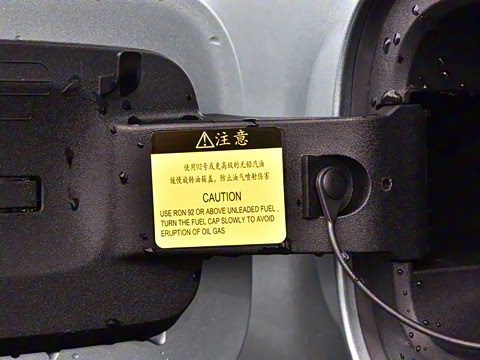 ⚠注意
使用92号或更高级的无铅汽油
缓慢旋转油箱盖，防止油气喷射伤害
CAUTION
USE RON 92 OR ABOVE UNLEADED FUEL .
TURN THE FUEL CAP SLOWLY TO AVOID
ERUPTION OF OIL GAS